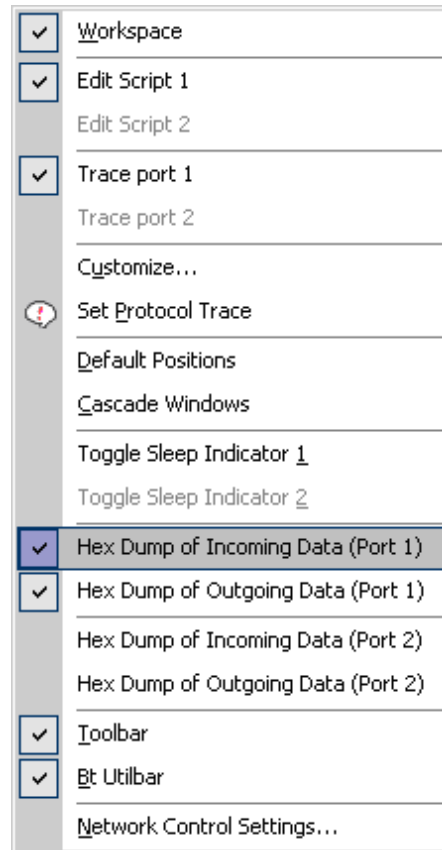 Workspace
Edit Script 1
Edit Script 2
Trace port 1
Trace port 2
Customize...
Set Protocol Trace
Default Positions
Cascade Windows
Toggle Sleep Indicator 1
Toggle Sleep Indicator 2
Hex Dump of Incoming Data (Port 1)
Hex Dump of Outgoing Data (Port 1)
Hex Dump of Incoming Data (Port 2)
Hex Dump of Outgoing Data (Port 2)
Toolbar
Bt Utilbar
Network Control Settings...